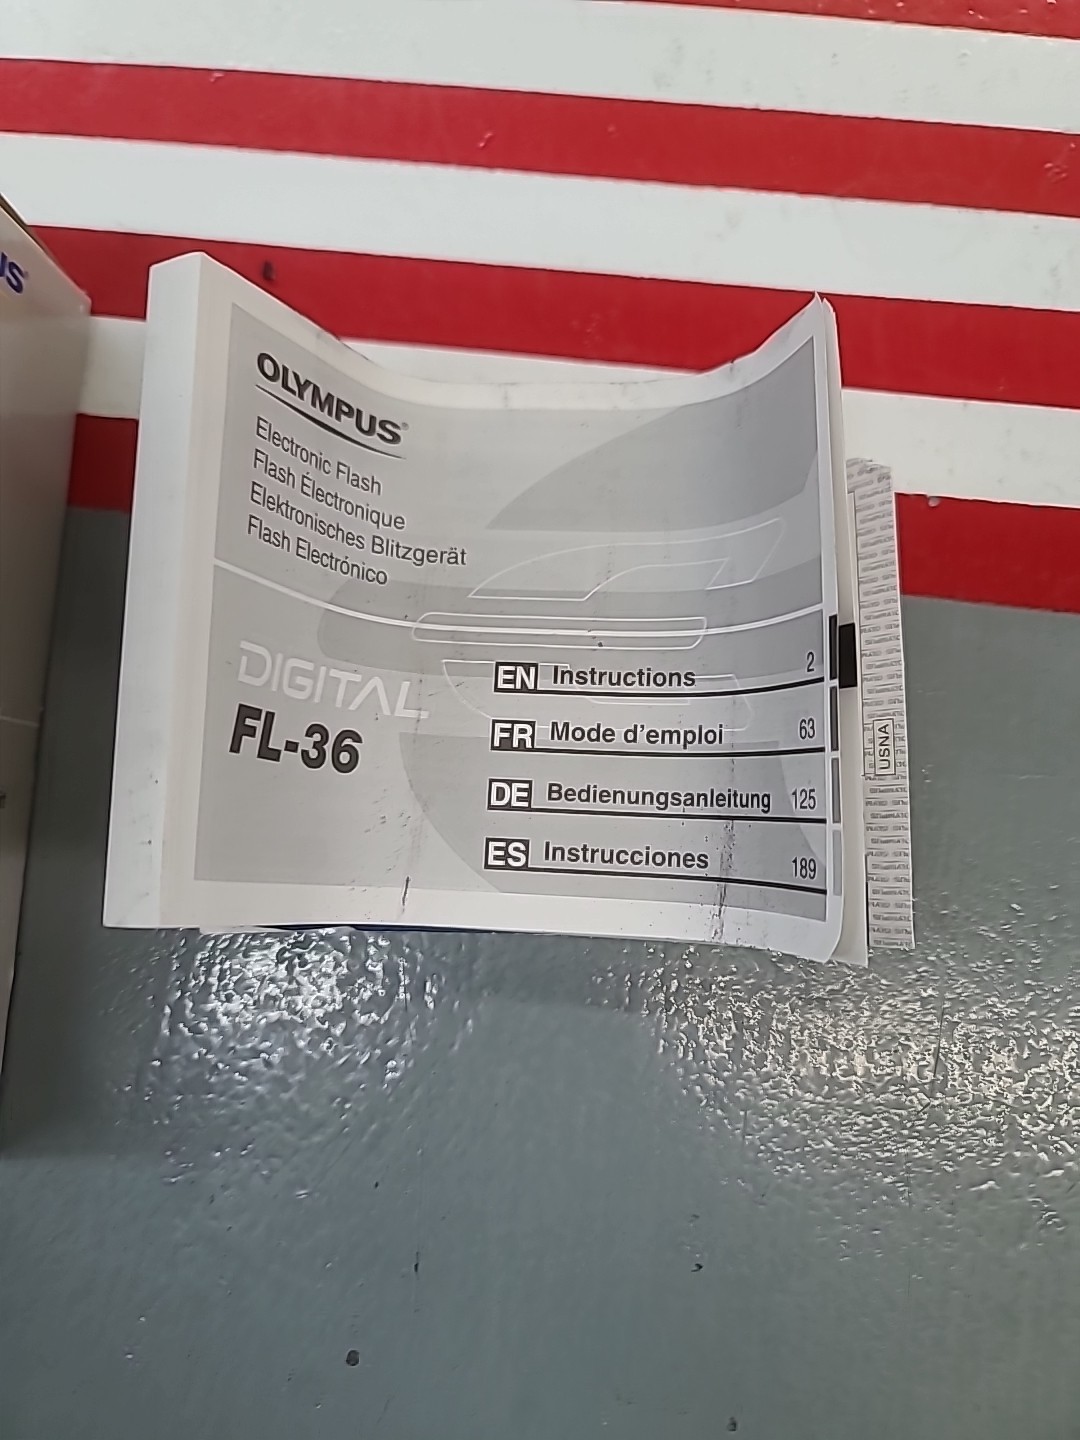 US
OLYMPUS®
Electronic Flash
Flash Électronique
Elektronisches Blitzgerät
Flash Electrónico
DIGITAL
FL-36
EN Instructions 2
FR Mode d'emploi 63
DE Bedienungsanleitung 125
ES Instrucciones 189
USNA